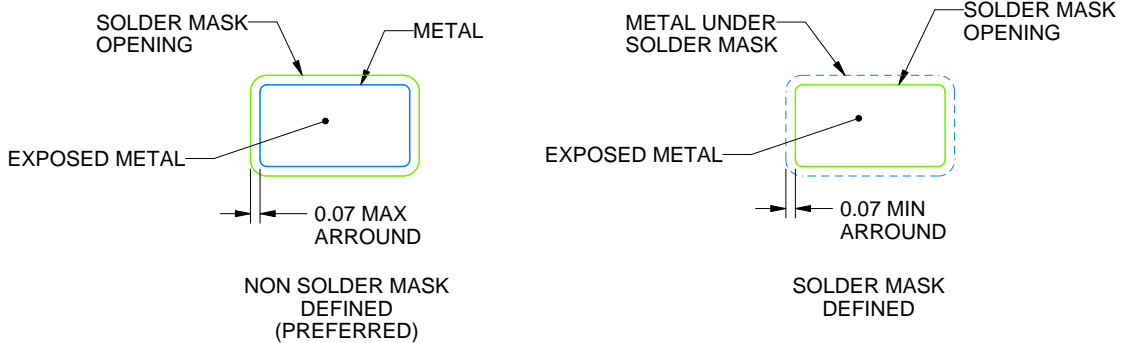 SOLDER MASK
OPENING
METAL
EXPOSED METAL
0.07 MAX
ARROUND
NON SOLDER MASK
DEFINED
(PREFERRED)
METAL UNDER
SOLDER MASK
SOLDER MASK
OPENING
EXPOSED METAL
0.07 MIN
ARROUND
SOLDER MASK
DEFINED